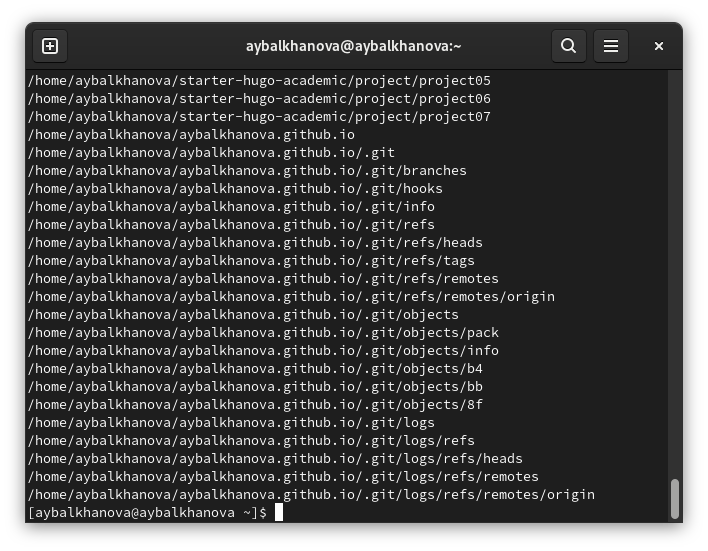 aybalkhanova@aybalkhanova:~
/home/aybalkhanova/starter-hugo-academic/project/project05
/home/aybalkhanova/starter-hugo-academic/project/project06
/home/aybalkhanova/starter-hugo-academic/project/project07
/home/aybalkhanova/aybalkhanova.github.io
/home/aybalkhanova/aybalkhanova.github.io/.git
/home/aybalkhanova/aybalkhanova.github.io/.git/branches
/home/aybalkhanova/aybalkhanova.github.io/.git/hooks
/home/aybalkhanova/aybalkhanova.github.io/.git/info
/home/aybalkhanova/aybalkhanova.github.io/.git/refs
/home/aybalkhanova/aybalkhanova.github.io/.git/refs/heads
/home/aybalkhanova/aybalkhanova.github.io/.git/refs/tags
/home/aybalkhanova/aybalkhanova.github.io/.git/refs/remotes
/home/aybalkhanova/aybalkhanova.github.io/.git/refs/remotes/origin
/home/aybalkhanova/aybalkhanova.github.io/.git/objects
/home/aybalkhanova/aybalkhanova.github.io/.git/objects/pack
/home/aybalkhanova/aybalkhanova.github.io/.git/objects/info
/home/aybalkhanova/aybalkhanova.github.io/.git/objects/b4
/home/aybalkhanova/aybalkhanova.github.io/.git/objects/bb
/home/aybalkhanova/aybalkhanova.github.io/.git/objects/8f
/home/aybalkhanova/aybalkhanova.github.io/.git/logs
/home/aybalkhanova/aybalkhanova.github.io/.git/logs/refs
/home/aybalkhanova/aybalkhanova.github.io/.git/logs/refs/heads
/home/aybalkhanova/aybalkhanova.github.io/.git/logs/refs/remotes
/home/aybalkhanova/aybalkhanova.github.io/.git/logs/refs/remotes/origin
[aybalkhanova@aybalkhanova ~]$